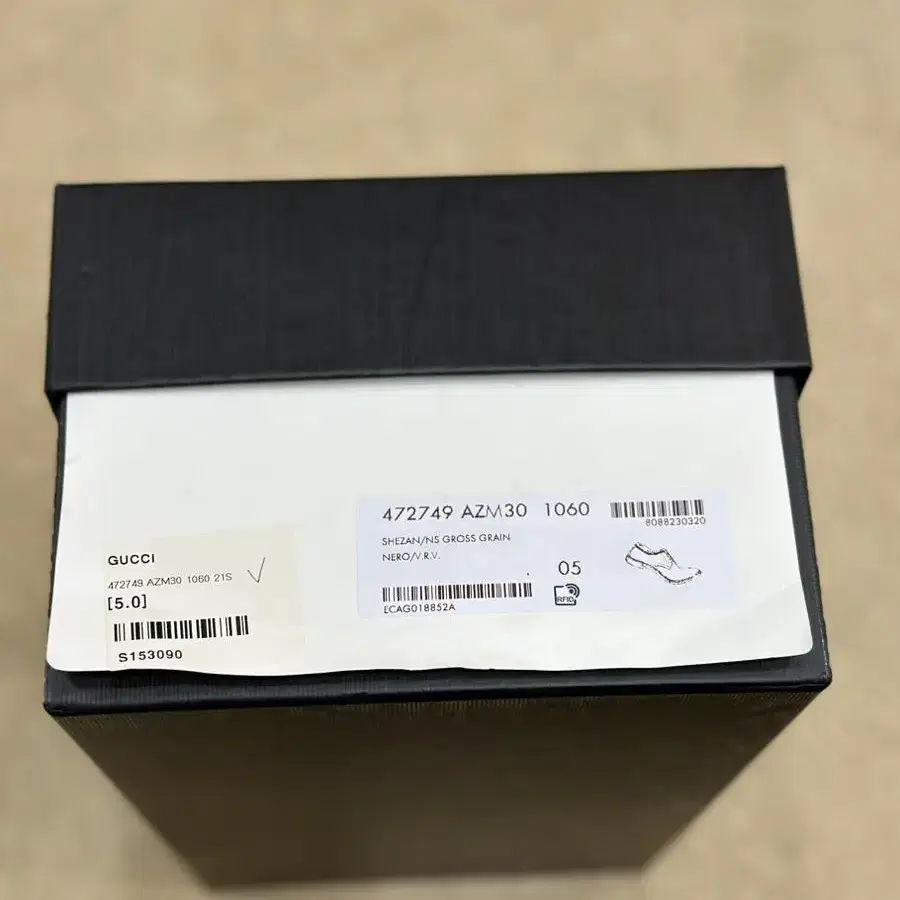 GUCCI
472749 AZM30 1060 21S
[5.0]
S153090
472749 AZM30 1060
8088230320
SHEZAN/NS GROSS GRAIN
NERO/V.R.V.
05
RFID
ECAG018852A